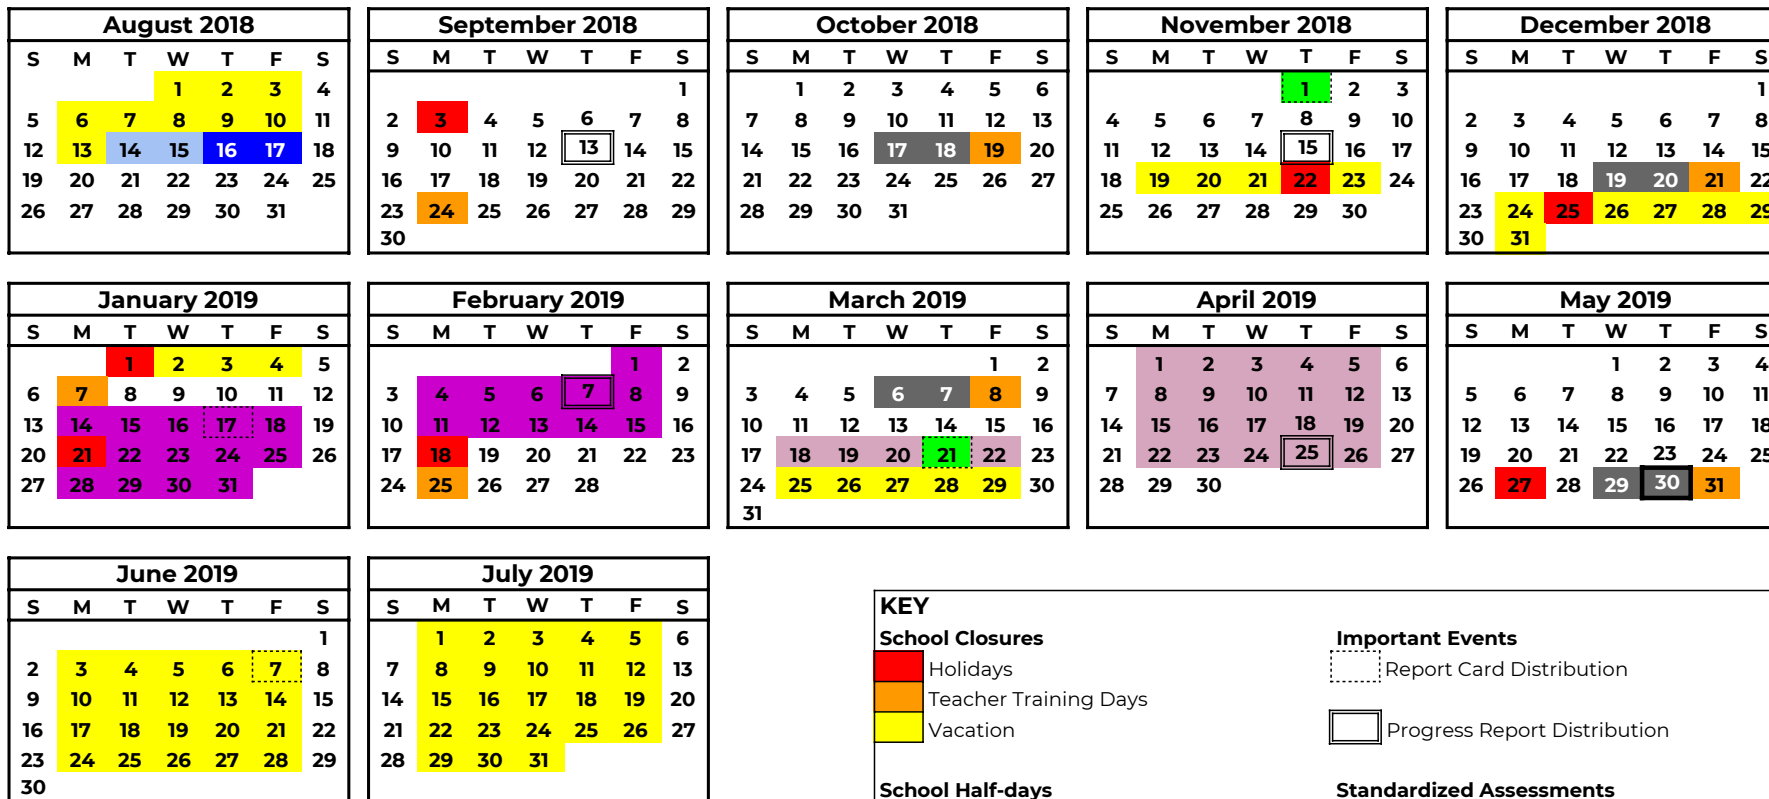 August 2018
S M T W T F S
1 2 3 4
5 6 7 8 9 10 11
12 13 14 15 16 17 18
19 20 21 22 23 24 25
26 27 28 29 30 31
September 2018
S M T W T F S
1
2 3 4 5 6 7 8
9 10 11 12 13 14 15
16 17 18 19 20 21 22
23 24 25 26 27 28 29
30
October 2018
S M T W T F S
1 2 3 4 5 6
7 8 9 10 11 12 13
14 15 16 17 18 19 20
21 22 23 24 25 26 27
28 29 30 31
November 2018
S M T W T F S
1 2 3
4 5 6 7 8 9 10
11 12 13 14 15 16 17
18 19 20 21 22 23 24
25 26 27 28 29 30
December 2018
S M T W T F S
1
2 3 4 5 6 7 8
9 10 11 12 13 14 15
16 17 18 19 20 21 22
23 24 25 26 27 28 29
30 31
January 2019
S M T W T F S
1 2 3 4 5
6 7 8 9 10 11 12
13 14 15 16 17 18 19
20 21 22 23 24 25 26
27 28 29 30 31
February 2019
S M T W T F S
1 2
3 4 5 6 7 8 9
10 11 12 13 14 15 16
17 18 19 20 21 22 23
24 25 26 27 28
March 2019
S M T W T F S
1 2
3 4 5 6 7 8 9
10 11 12 13 14 15 16
17 18 19 20 21 22 23
24 25 26 27 28 29 30
31
April 2019
S M T W T F S
1 2 3 4 5 6
7 8 9 10 11 12 13
14 15 16 17 18 19 20
21 22 23 24 25 26 27
28 29 30
May 2019
S M T W T F S
1 2 3 4
5 6 7 8 9 10 11
12 13 14 15 16 17 18
19 20 21 22 23 24 25
26 27 28 29 30 31
June 2019
S M T W T F S
1
2 3 4 5 6 7 8
9 10 11 12 13 14 15
16 17 18 19 20 21 22
23 24 25 26 27 28 29
30
July 2019
S M T W T F S
1 2 3 4 5 6
7 8 9 10 11 12 13
14 15 16 17 18 19 20
21 22 23 24 25 26 27
28 29 30 31
KEY
School Closures
Holidays
Teacher Training Days
Vacation
School Half-days
Important Events
Report Card Distribution
Progress Report Distribution
Standardized Assessments